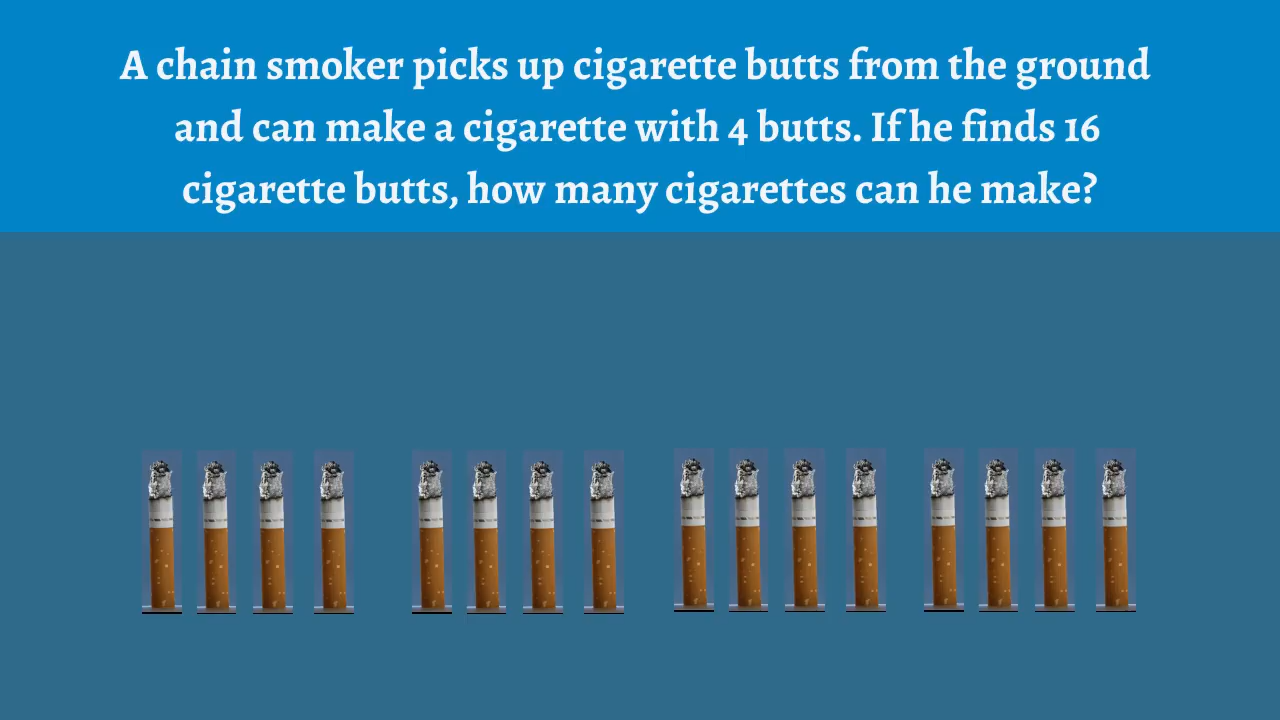 A chain smoker picks up cigarette butts from the ground
and can make a cigarette with 4 butts. If he finds 16
cigarette butts, how many cigarettes can he make?